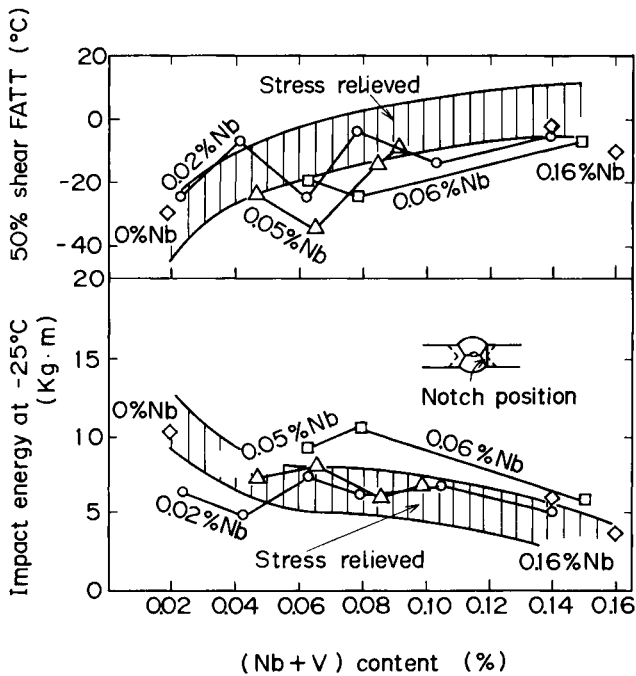 50% shear FATT (°C)
20
0
-20
-40
Stress relieved
0.02%Nb
0%Nb
0.05%Nb
0.06%Nb
0.16%Nb
Impact energy at -25°C
(Kg·m)
20
15
10
5
0
Notch position
0%Nb
0.05%Nb
0.06%Nb
0.02%Nb
Stress relieved
0.16%Nb
0.02 0.04 0.06 0.08 0.10 0.12 0.14 0.16
(Nb+V) content (%)